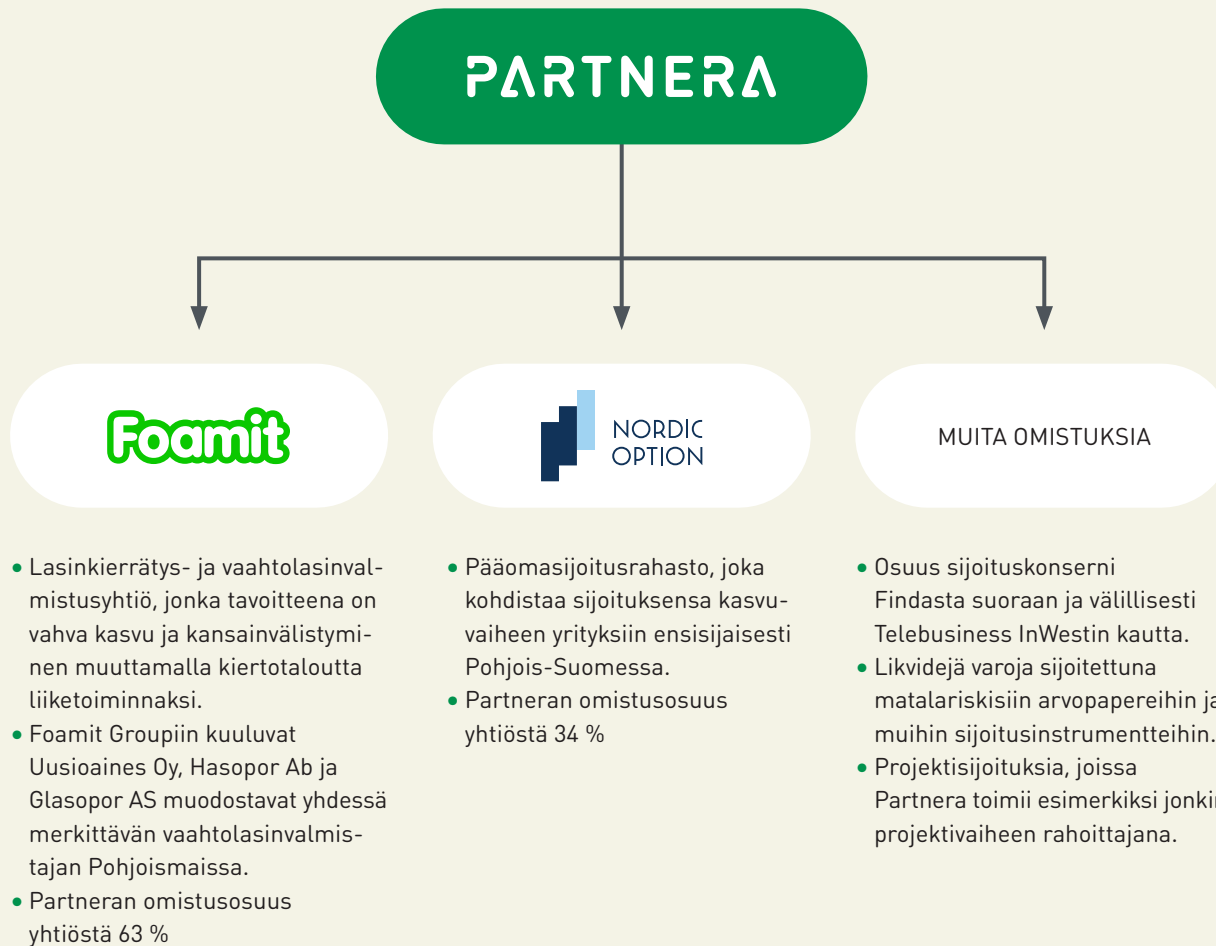 PARTNERA
Foamit
NORDIC
OPTION
MUITA OMISTUKSIA
• Lasinkierrätys- ja vaahtolasinval-
mistusyhtiö, jonka tavoitteena on
vahva kasvu ja kansainvälistymi-
nen muuttamalla kiertotaloutta
liiketoiminnaksi.
• Foamit Groupiin kuuluvat
Uusioaines Oy, Hasopor Ab ja
Glasopor AS muodostavat yhdessä
merkittävän vaahtolasinvalmis-
tajan Pohjoismaissa.
• Partneran omistusosuus
yhtiöstä 63 %
• Pääomasijoitusrahasto, joka
kohdistaa sijoituksensa kasvu-
vaiheen yrityksiin ensisijaisesti
Pohjois-Suomessa.
• Partneran omistusosuus
yhtiöstä 34 %
• Osuus sijoituskonserni
Findasta suoraan ja välillisesti
Telebusiness InWestin kautta.
• Likvidejä varoja sijoitettuna
matalariskisiin arvopapereihin ja
muihin sijoitusinstrumentteihin.
• Projektisijoituksia, joissa
Partnera toimii esimerkiksi jonkin
projektivaiheen rahoittajana.